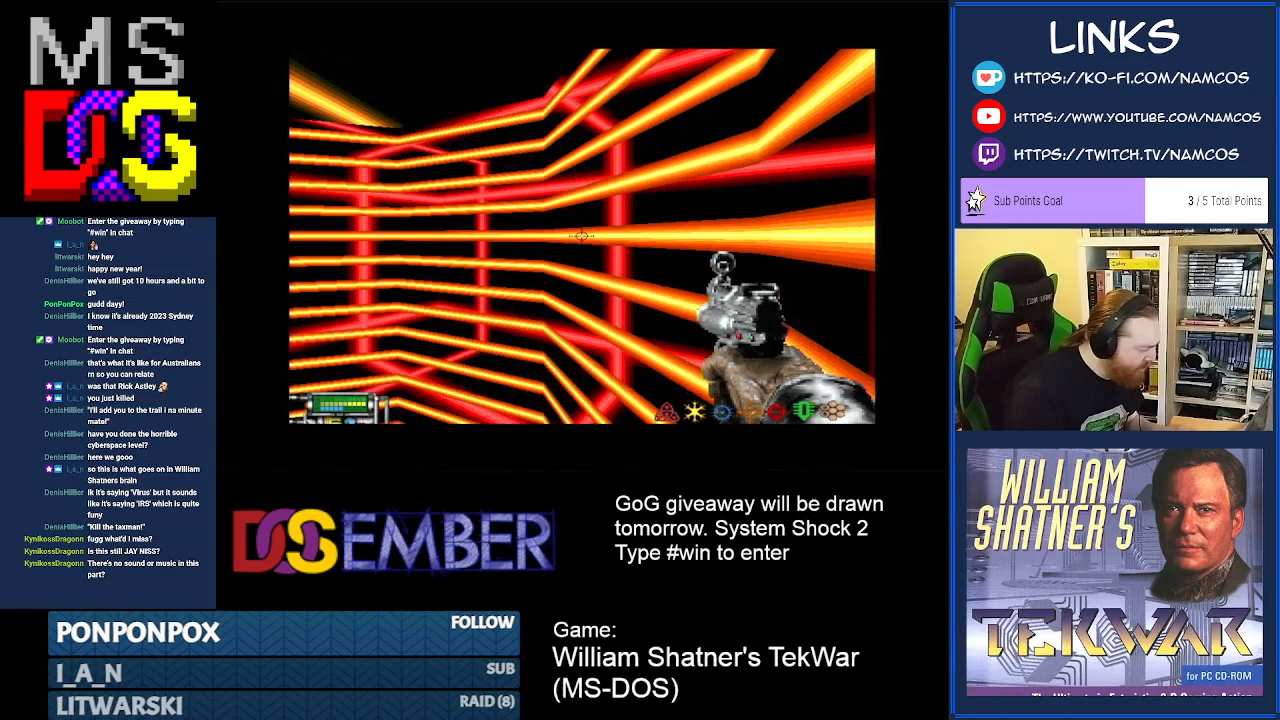 MS
DOS
Moobot Enter the giveaway by typing
"#win" in chat
I_a_n
litwarski hey hey
litwarski happy new year!
DenisHillier we've still got 10 hours and a bit to
go
PonPonPox gudd dayy!
DenisHillier I know it's already 2023 Sydney
time
Moobot Enter the giveaway by typing
"#win" in chat
DenisHillier that's what it's like for Australians
rn so you can relate
I_a_n was that Rick Astley
I_a_n you just killed
DenisHillier "I'll add you to the trail i na minute
mate!"
DenisHillier have you done the horrible
cyberspace level?
DenisHillier here we gooo
I_a_n so this what goes on in William
Shatners brain
DenisHillier Ik it's saying 'Virus' but it sounds
like it's saying 'IRS' which is quite
funy
DenisHillier "Kill the taxman!"
KynikossDragonn fugg what'd I miss?
KynikossDragonn Is this still JAY NISS?
KynikossDragonn There's no sound or music in this
part?
DOSEMBER
GoG giveaway will be drawn
tomorrow. System Shock 2
Type #win to enter
PONPONPOX FOLLOW
I_A_N SUB
LITWARSKI RAID (8)
Game:
William Shatner's TekWar
(MS-DOS)
LINKS
HTTPS://KO-FI.COM/NAMCOS
HTTPS://WWW.YOUTUBE.COM/NAMCOS
HTTPS://TWITCH.TV/NAMCOS
Sub Points Goal 3 / 5 Total Points
WILLIAM
SHATNER'S
TEKWAR
for PC CD-ROM